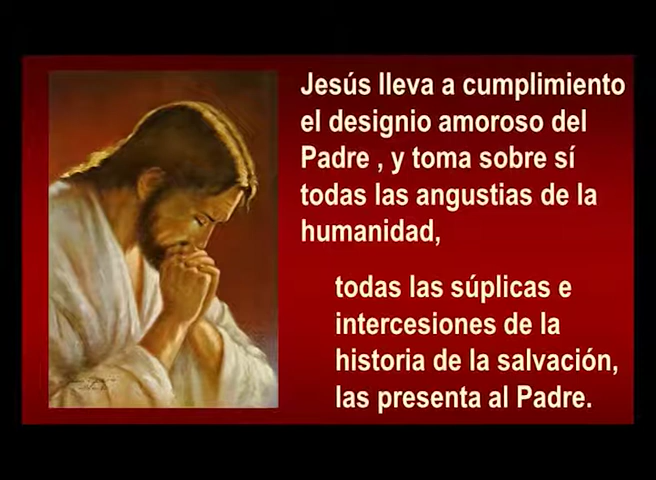 Jesús lleva a cumplimiento
el designio amoroso del
Padre , y toma sobre sí
todas las angustias de la
humanidad,
todas las súplicas e
intercesiones de la
historia de la salvación,
las presenta al Padre.